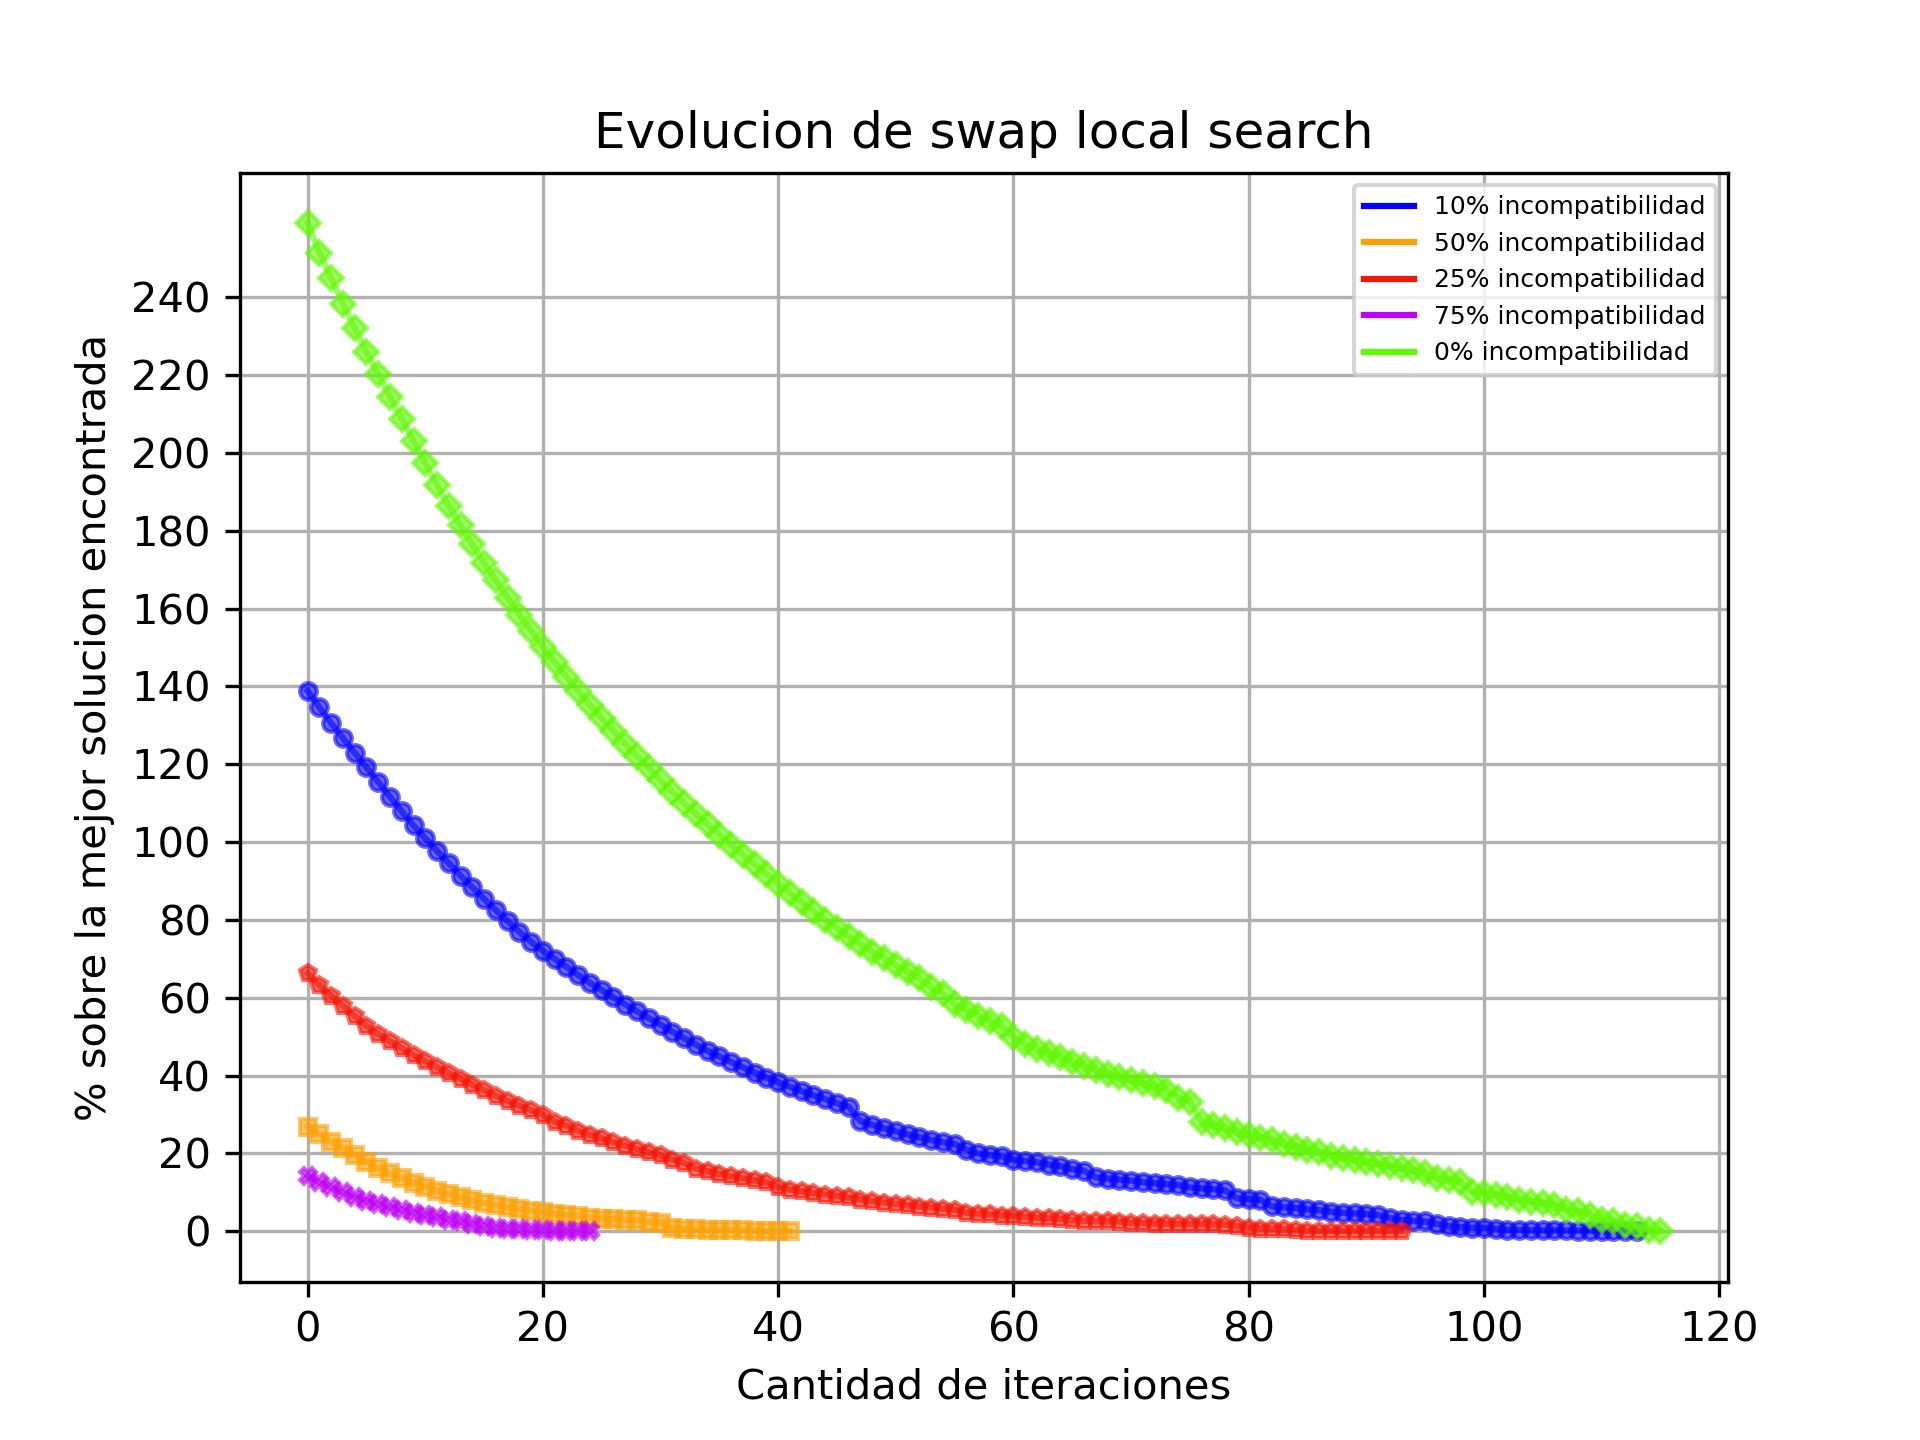 Evolucion de swap local search
10% incompatibilidad
50% incompatibilidad
25% incompatibilidad
75% incompatibilidad
0% incompatibilidad
% sobre la mejor solucion encontrada
240
220
200
180
160
140
120
100
80
60
40
20
0
0 20 40 60 80 100 120
Cantidad de iteraciones